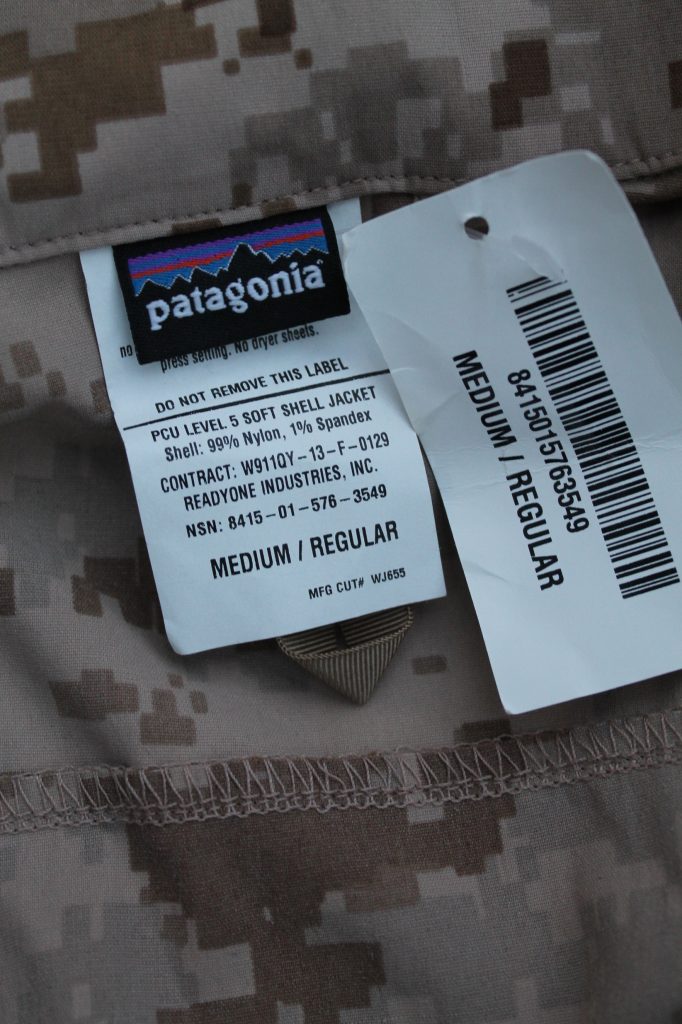 patagonia
no
press setting. No dryer sheets.
DO NOT REMOVE THIS LABEL
PCU LEVEL 5 SOFT SHELL JACKET
Shell: 99% Nylon, 1% Spandex
CONTRACT: W911QY-13-F-0129
READYONE INDUSTRIES, INC.
NSN: 8415-01-576-3549
MEDIUM / REGULAR
MFG CUT# WJ655
8415015763549
MEDIUM / REGULAR